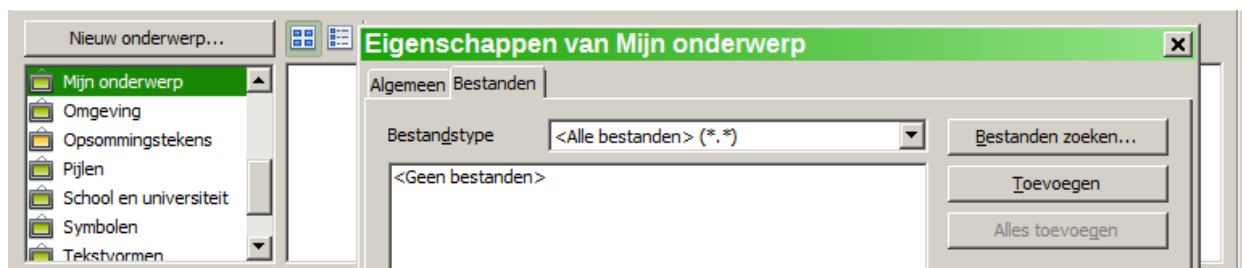 Nieuw onderwerp...
Mijn onderwerp
Omgeving
Opsommingstekens
Pijlen
School en universiteit
Symbolen
Tekstvormen
Eigenschappen van Mijn onderwerp
Algemeen Bestanden
Bestandstype <Alle bestanden> (*.*) Bestanden zoeken...
<Geen bestanden>
Toevoegen
Alles toevoegen